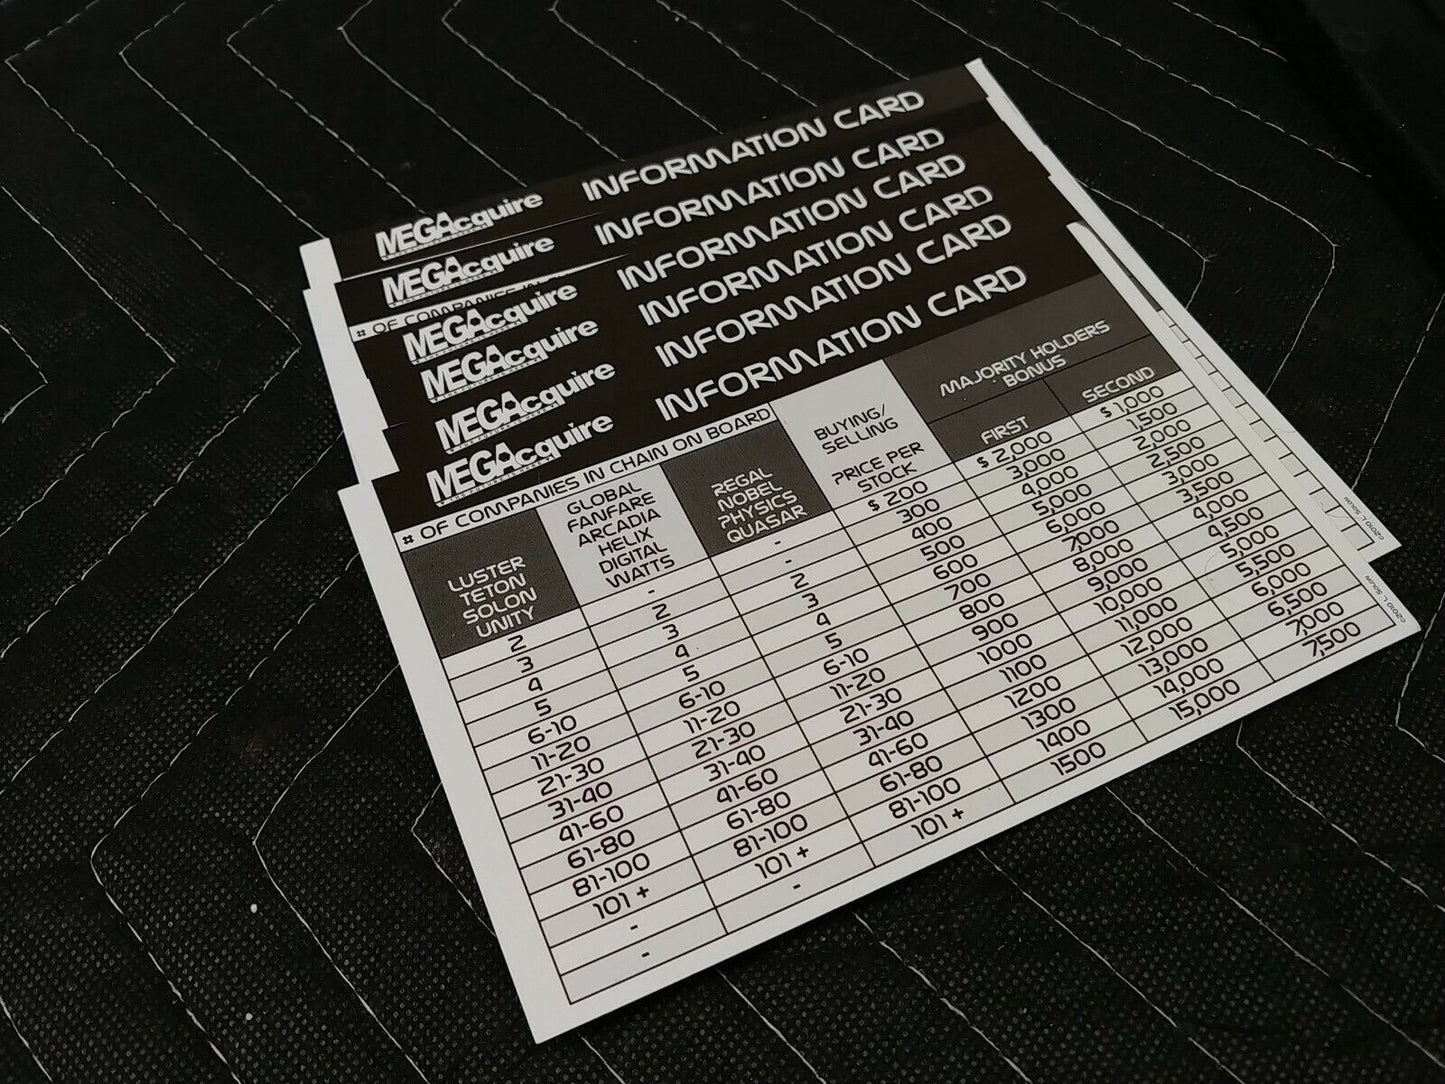 MEGAcquire INFORMATION CARD
MEGAcquire INFORMATION CARD
# OF COMPANIES IN
MEGAcquire INFORMATION CARD
MEGAcquire INFORMATION CARD
MEGAcquire INFORMATION CARD
MEGAcquire INFORMATION CARD
# OF COMPANIES IN CHAIN ON BOARD
LUSTER
TETON
SOLON
UNITY
GLOBAL
FANFARE
ARCADIA
HELIX
DIGITAL
WATTS
REGAL
NOBEL
PHYSICS
QUASAR
BUYING/
SELLING
PRICE PER
STOCK
MAJORITY HOLDERS
BONUS
FIRST SECOND
2 - - $ 200 $ 2,000 $ 1,000
3 2 - 300 3,000 1,500
4 3 2 400 4,000 2,000
5 4 3 500 5,000 2,500
6-10 5 4 600 6,000 3,000
11-20 6-10 5 700 7,000 3,500
21-30 11-20 6-10 800 8,000 4,000
31-40 21-30 11-20 900 9,000 4,500
41-60 31-40 21-30 1000 10,000 5,000
61-80 41-60 31-40 1100 11,000 5,500
81-100 61-80 41-60 1200 12,000 6,000
101 + 81-100 61-80 1300 13,000 6,500
- 101 + 81-100 1400 14,000 7,000
- - 101 + 1500 15,000 7,500
©2010 L. SOLON
©2010 L. SOLON